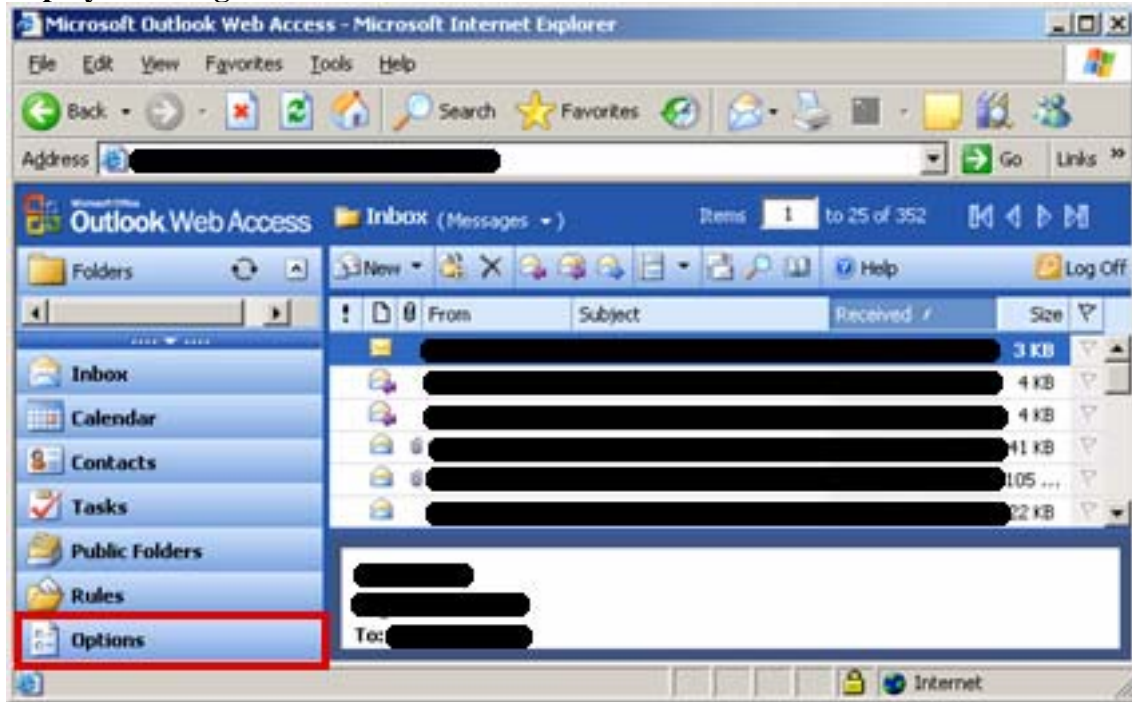 Microsoft Outlook Web Access - Microsoft Internet Explorer
File Edit View Favorites Tools Help
Back Search Favorites
Address Go Links »
Microsoft Office
Outlook Web Access Inbox (Messages ) Items 1 to 25 of 352
Folders New Help Log Off
! From Subject Received Size
3 KB
Inbox 4 KB
Calendar 4 KB
Contacts 41 KB
105 ...
Tasks 22 KB
Public Folders
Rules
Options To:
Internet